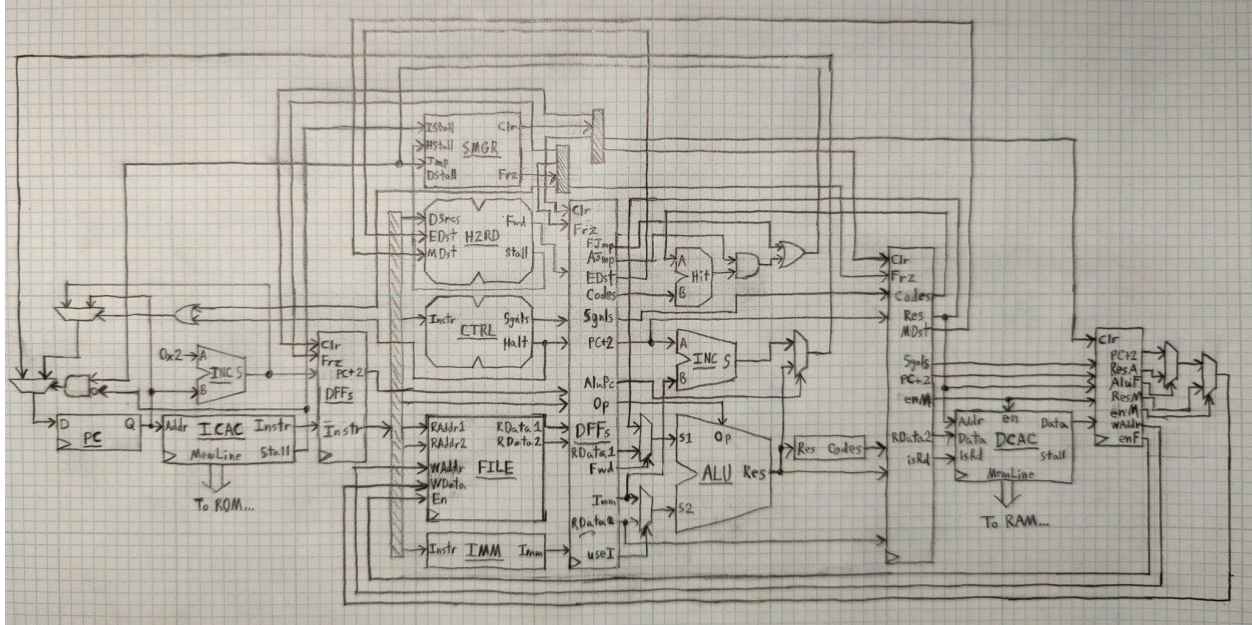 IStall
HStall
Jmp
DStall
SMGR
Clr
Frz
DSrcs
EDst
MDst
HZRD
Fwd
Stall
Instr
CTRL
Sgnls
Halt
0x2
A
B
INC
S
D
PC
Q
Addr
ICAC
Instr
Stall
MemLine
To ROM...
Clr
Frz
PC+2
DFFs
Instr
RAddr1
RAddr2
WAddr
WData
En
FILE
RData1
RData2
Instr
IMM
Imm
Clr
Frz
FJmp
AJmp
EDst
Codes
Sgnls
PC+2
AluPc
Op
DFFs
RData1
Fwd
Imm
RData2
useI
A
B
Hit
A
B
INC
S
S1
S2
Op
ALU
Res
Res Codes
Clr
Frz
Codes
Res
MDst
Sgnls
PC+2
enM
RData2
isRd
Addr
en
Data
IsRd
DCAC
Data
Stall
MemLine
To RAM...
Clr
PC+2
ResA
AluF
ResM
enM
wAddr
enF